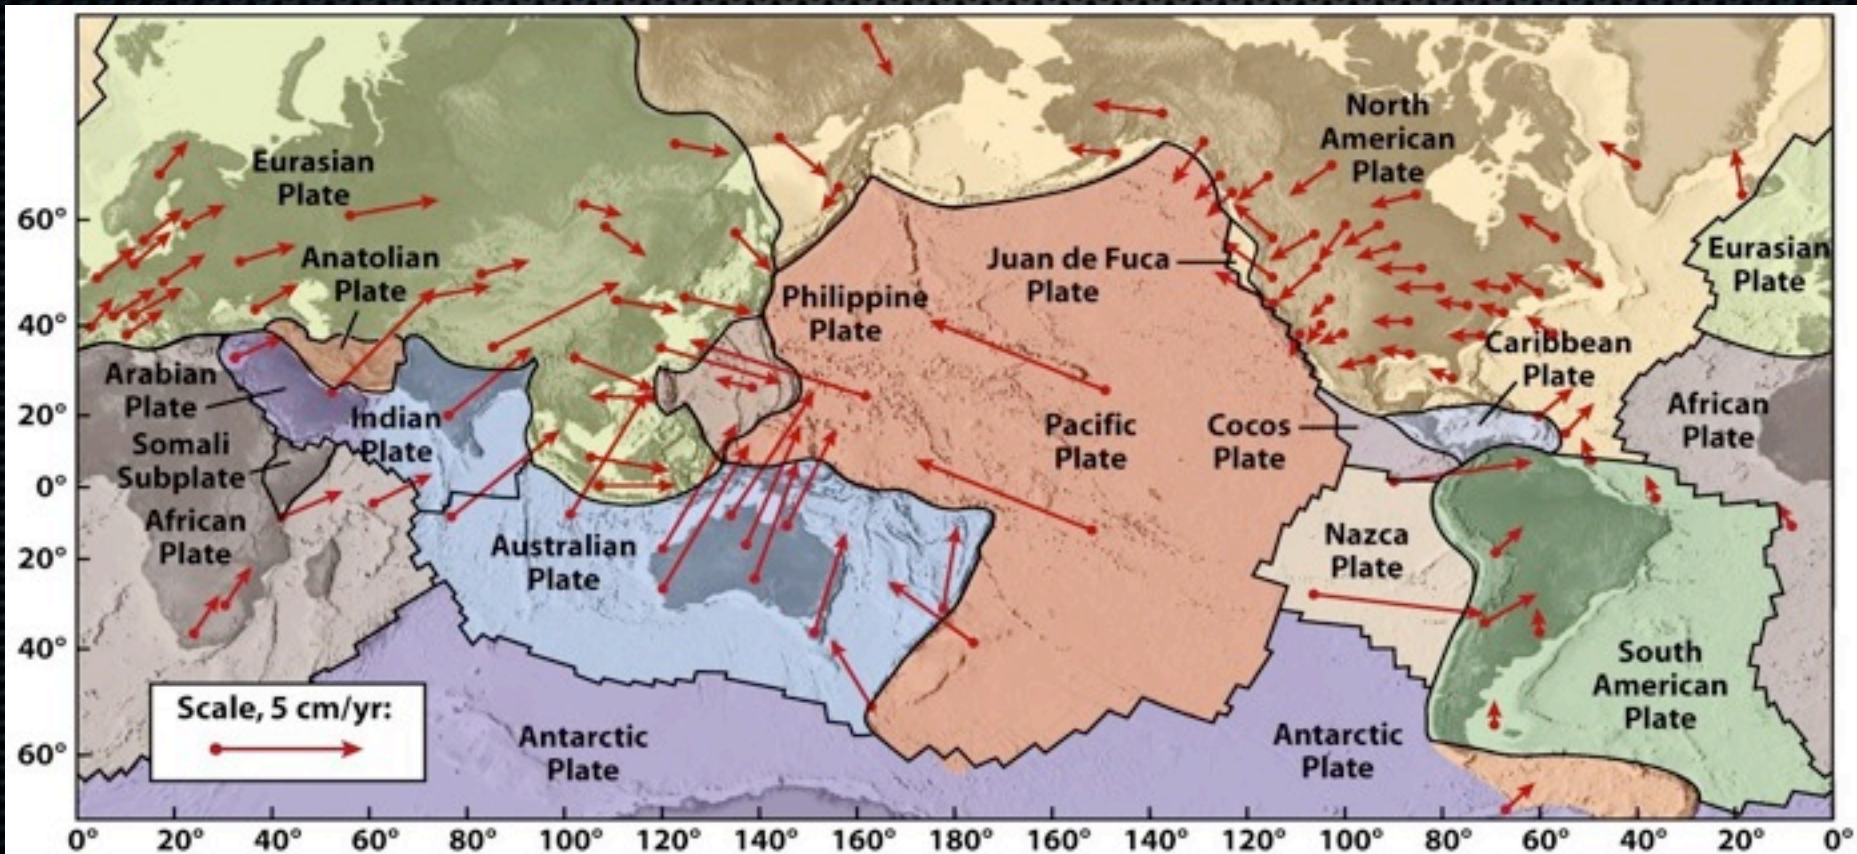 North
American
Plate
Eurasian
Plate
60°
Anatolian
Plate
Juan de Fuca
Plate
Eurasian
Plate
Philippine
Plate
40°
Caribbean
Plate
Arabian
Plate
20°
Indian
Plate
Pacific
Plate
Cocos
Plate
African
Plate
Somali
Subplate
0°
African
Plate
Nazca
Plate
20°
Australian
Plate
40°
South
American
Plate
Scale, 5 cm/yr:
60°
Antarctic
Plate
Antarctic
Plate
0° 20° 40° 60° 80° 100° 120° 140° 160° 180° 160° 140° 120° 100° 80° 60° 40° 20° 0°